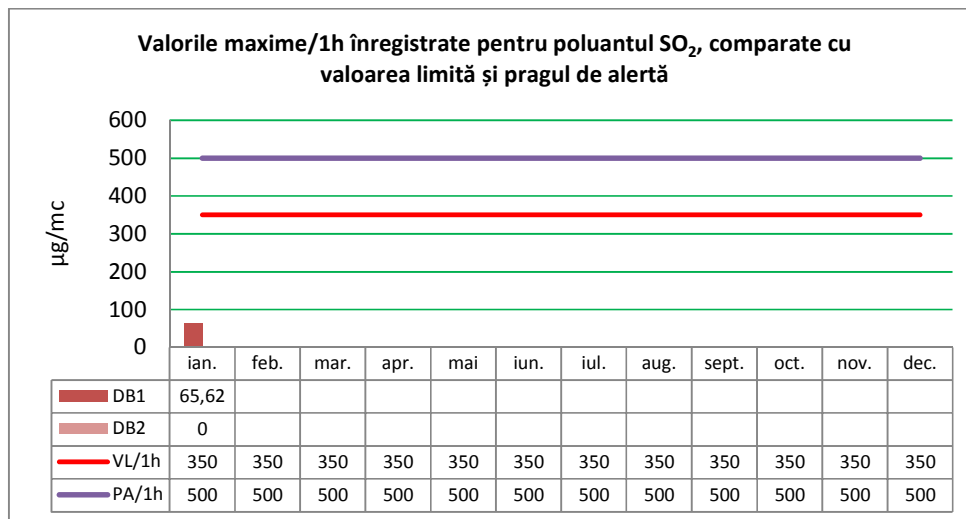 Valorile maxime/1h înregistrate pentru poluantul SO₂, comparate cu
valoarea limită și pragul de alertă
600
500
400
300
200
100
0
µg/mc
ian. feb. mar. apr. mai iun. iul. aug. sept. oct. nov. dec.
DB1 65,62
DB2 0
VL/1h 350 350 350 350 350 350 350 350 350 350 350 350
PA/1h 500 500 500 500 500 500 500 500 500 500 500 500